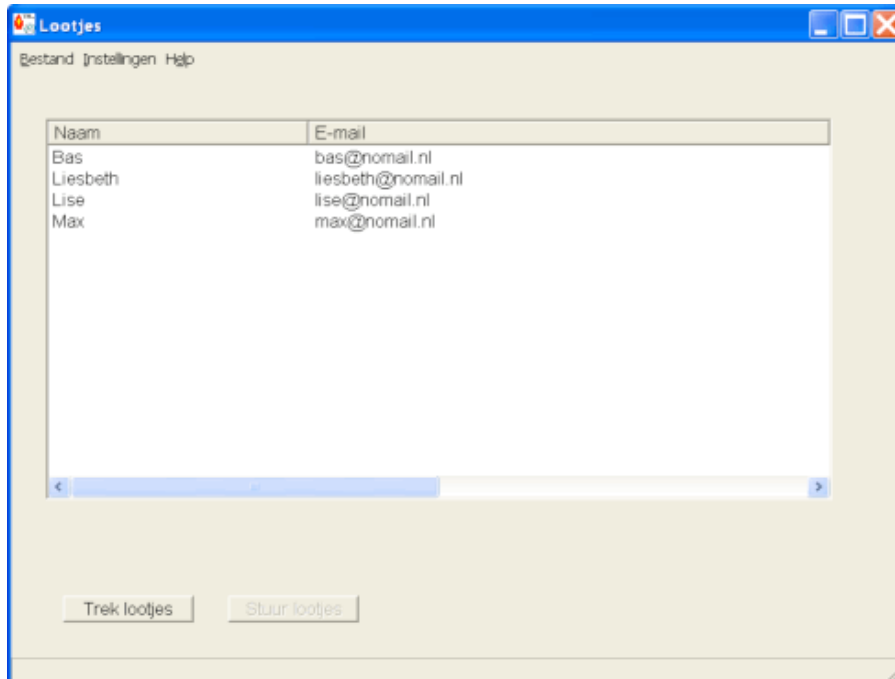 Lootjes
Bestand Instellingen Help
Naam E-mail
Bas bas@nomail.nl
Liesbeth liesbeth@nomail.nl
Lise lise@nomail.nl
Max max@nomail.nl
Trek lootjes Stuur lootjes